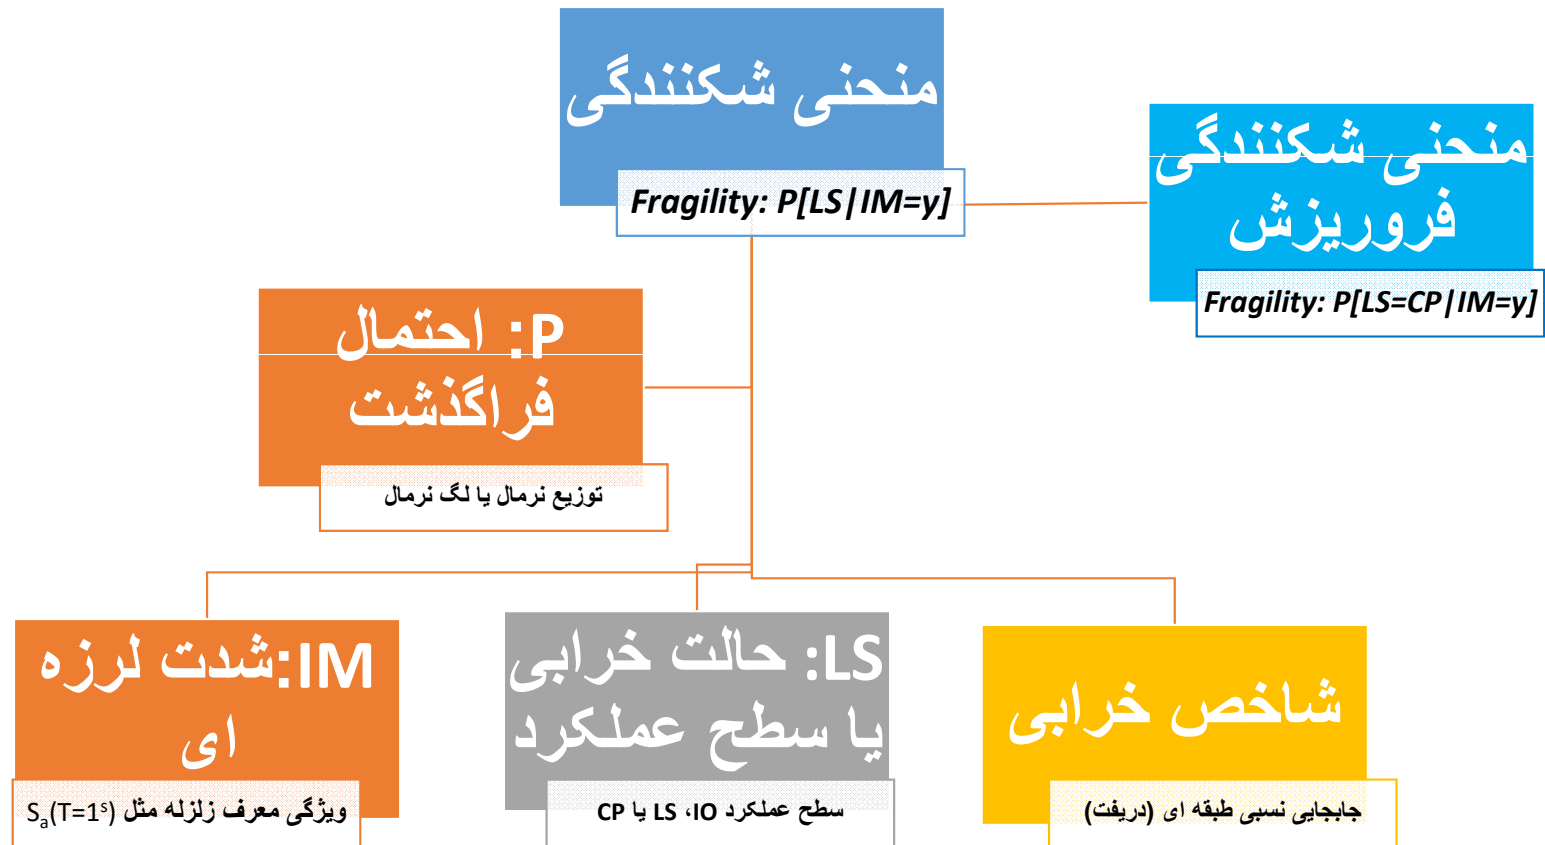 منحنی شکنندگی
Fragility: P[LS|IM=y]
منحنی شکنندگی
فروریزش
Fragility: P[LS=CP|IM=y]
P: احتمال
فراگذشت
توزیع نرمال یا لگ نرمال
IM:شدت لرزه
ای
ویژگی معرف زلزله مثل Sa(T=1s)
LS: حالت خرابی
یا سطح عملکرد
سطح عملکرد IO، LS یا CP
شاخص خرابی
جابجایی نسبی طبقه ای (دریفت)